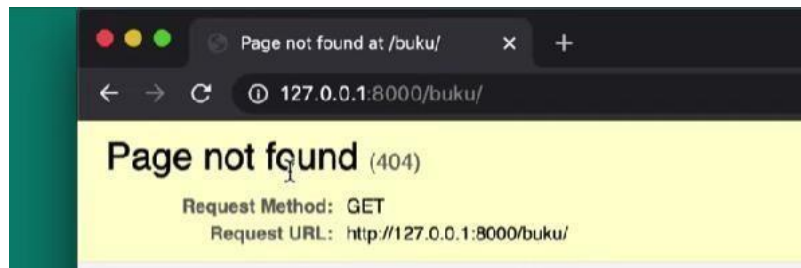 Page not found at /buku/
127.0.0.1:8000/buku/
Page not found (404)
Request Method: GET
Request URL: http://127.0.0.1:8000/buku/